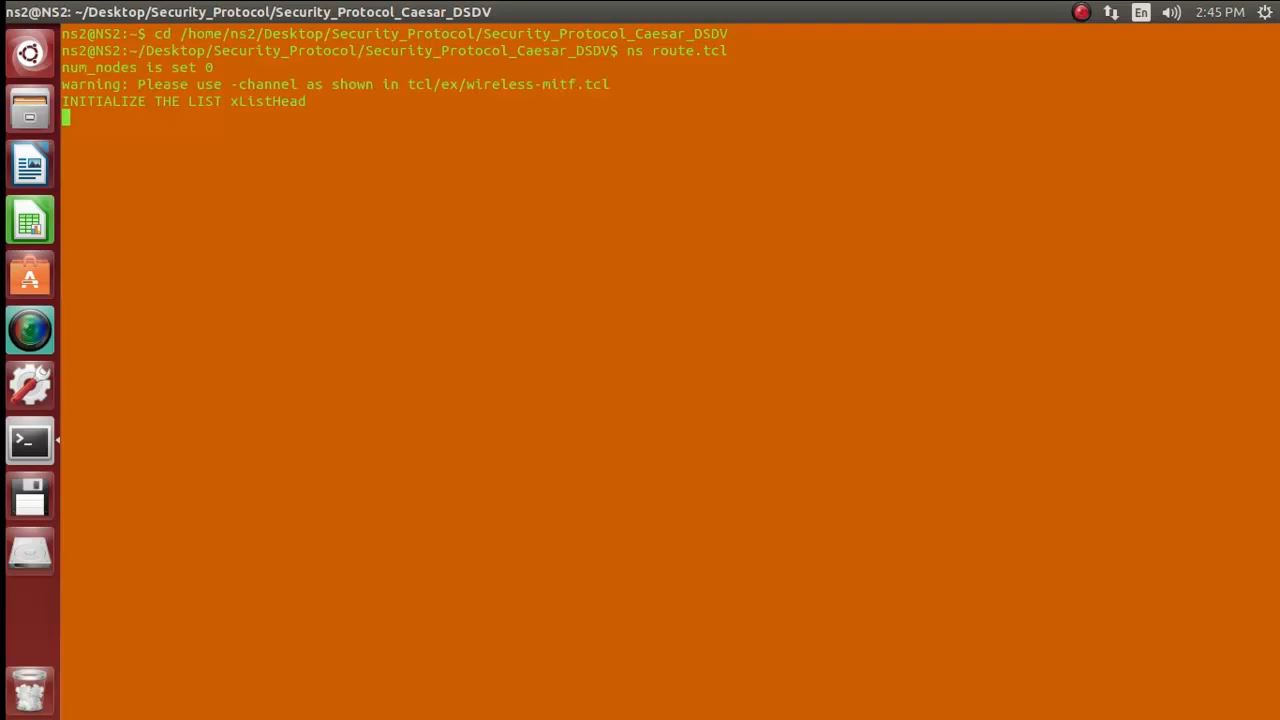 ns2@NS2: ~/Desktop/Security_Protocol/Security_Protocol_Caesar_DSDV
En
2:45 PM
ns2@NS2:~$ cd /home/ns2/Desktop/Security_Protocol/Security_Protocol_Caesar_DSDV
ns2@NS2:~/Desktop/Security_Protocol/Security_Protocol_Caesar_DSDV$ ns route.tcl
num_nodes is set 0
warning: Please use -channel as shown in tcl/ex/wireless-mitf.tcl
INITIALIZE THE LIST xListHead